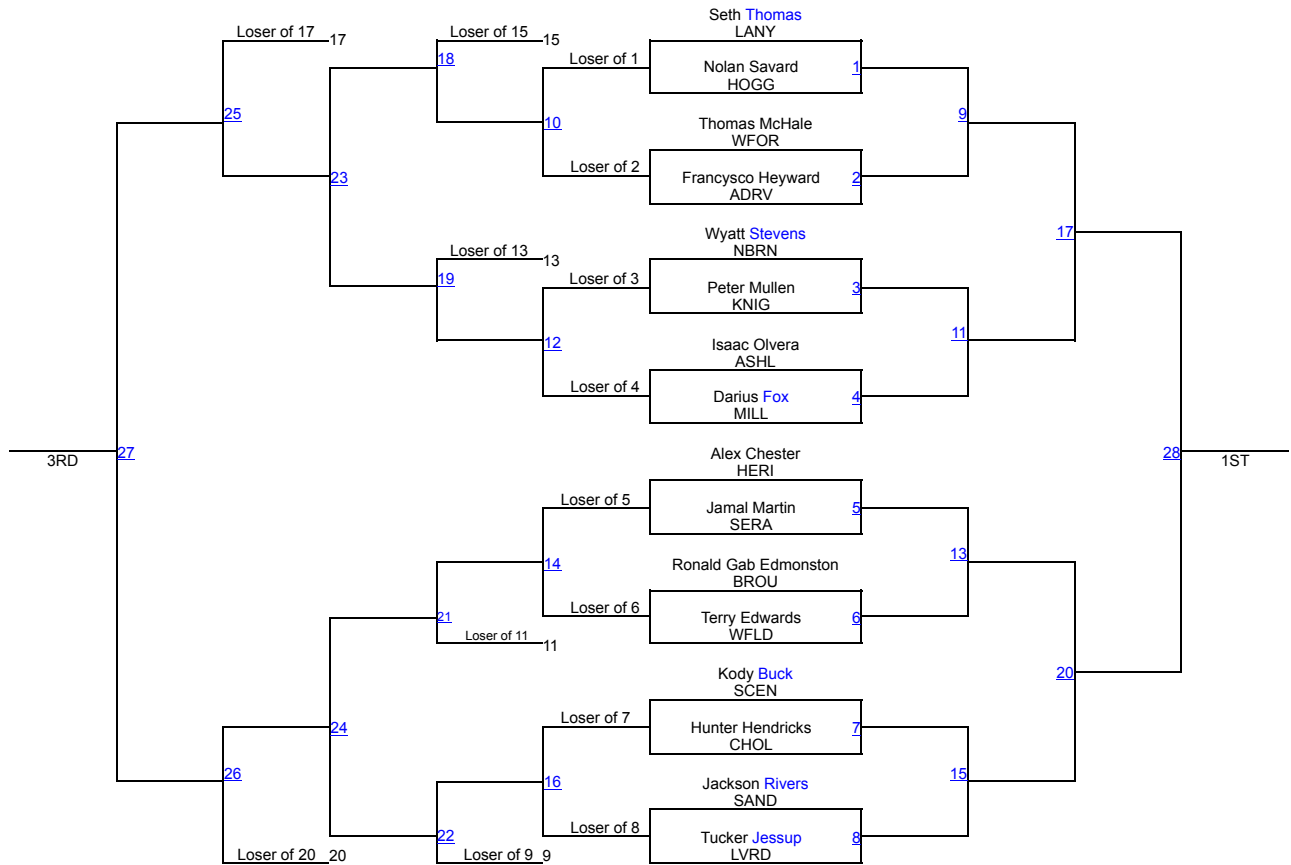 Seth Thomas
Loser of 17 17
Loser of 15 15
LANY
18
Loser of 1
Nolan Savard
1
HOGG
25
10
9
Thomas McHale
WFOR
Loser of 2
23
Francysco Heyward
2
ADRV
Wyatt Stevens
17
NBRN
Loser of 13 13
19
Loser of 3
Peter Mullen
3
KNIG
12
11
Isaac Olvera
ASHL
Loser of 4
Darius Fox
4
MILL
3RD
27
Alex Chester
28
1ST
HERI
Loser of 5
Jamal Martin
5
SERA
14
13
Ronald Gab Edmonston
BROU
Loser of 6
21
Terry Edwards
6
WFLD
Loser of 11 11
Kody Buck
20
SCEN
Loser of 7
24
Hunter Hendricks
7
CHOL
26
16
15
Jackson Rivers
SAND
Loser of 8
22
Tucker Jessup
8
LVRD
Loser of 20 20
Loser of 9 9